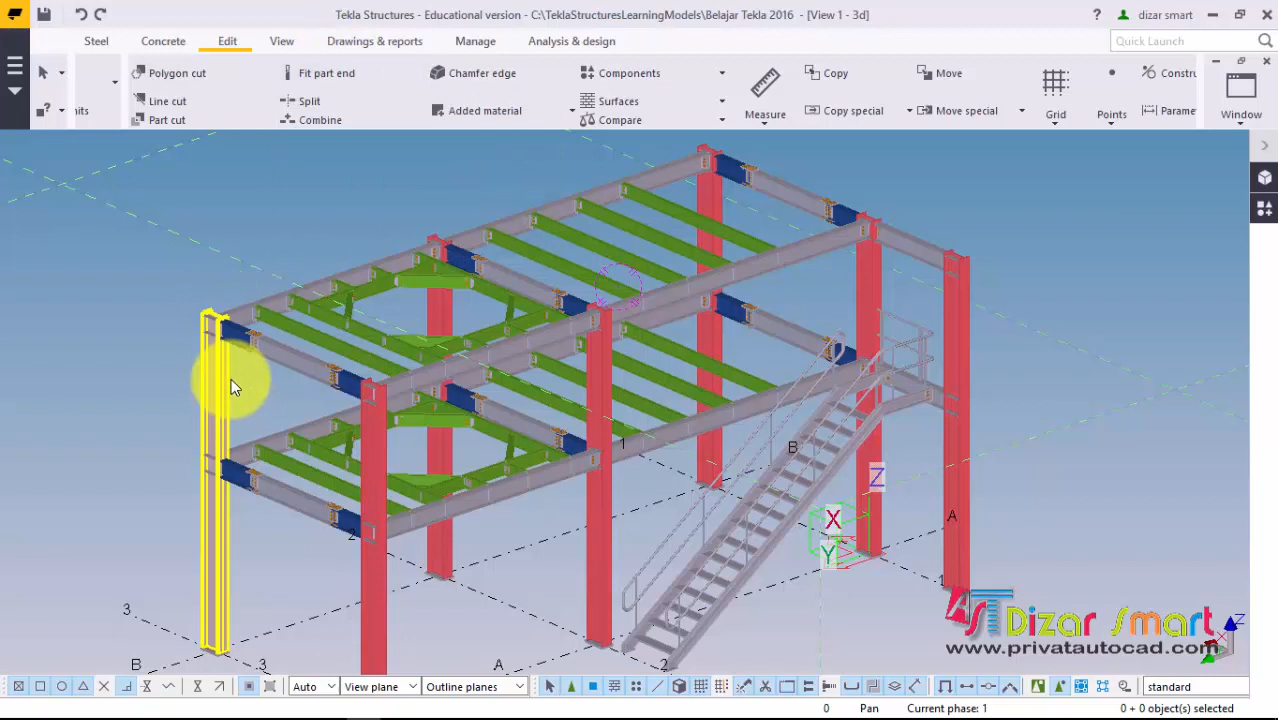 Tekla Structures - Educational version - C:\TeklaStructuresLearningModels\Belajar Tekla 2016 - [View 1 - 3d]
? dizar smart
Steel Concrete Edit View Drawings & reports Manage Analysis & design Quick Launch
Polygon cut Fit part end Chamfer edge Components Copy Move Constru
Line cut Split Surfaces
nits Added material Copy special Move special Parame
Part cut Combine Compare
Measure Grid Points Window
1
B
Z
2
X
A
Y
1
3
B 3 A 2
AST Dizar Smart
www.privatautocad.com
Z
Auto View plane Outline planes standard
0 Pan Current phase: 1 0 + 0 object(s) selected